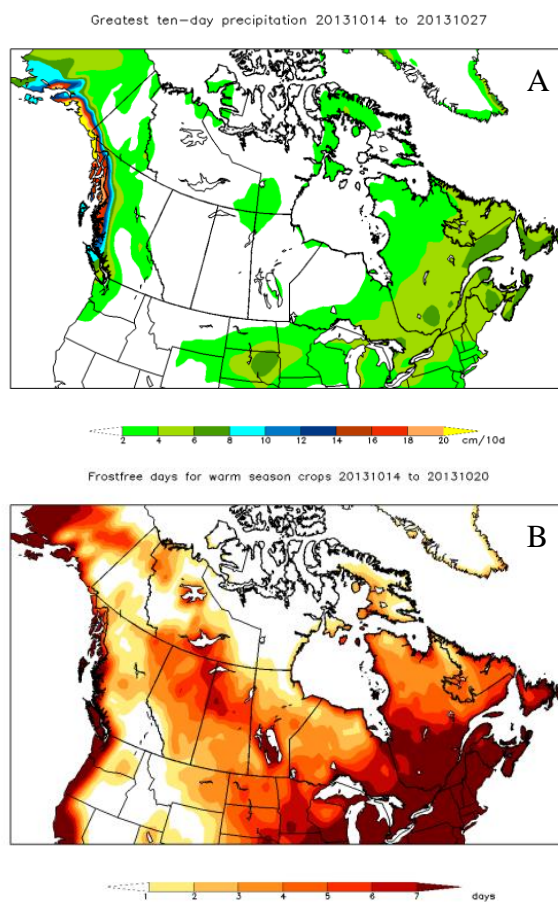 Greatest ten-day precipitation 20131014 to 20131027
A
2 4 6 8 10 12 14 16 18 20 cm/10d
Frostfree days for warm season crops 20131014 to 20131020
B
1 2 3 4 5 6 7 days